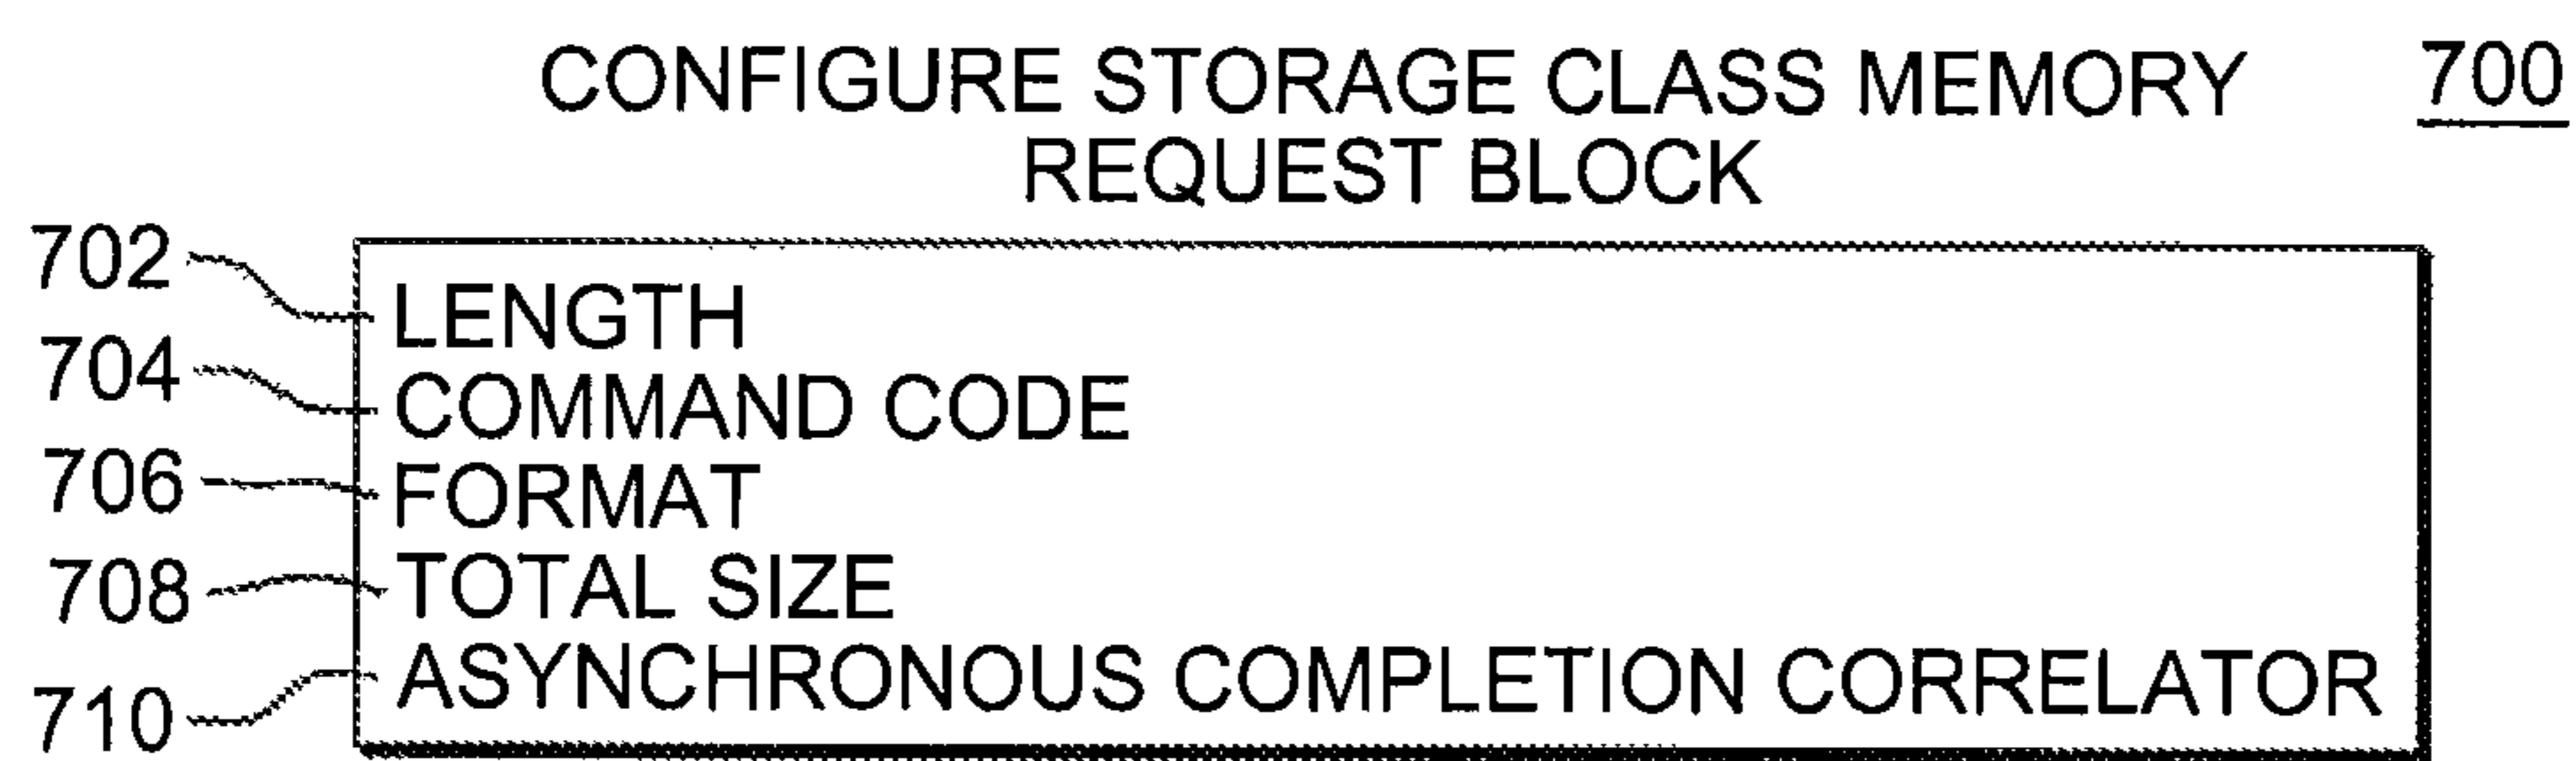 CONFIGURE STORAGE CLASS MEMORY 700
REQUEST BLOCK
702 LENGTH
704 COMMAND CODE
706 FORMAT
708 TOTAL SIZE
710 ASYNCHRONOUS COMPLETION CORRELATOR